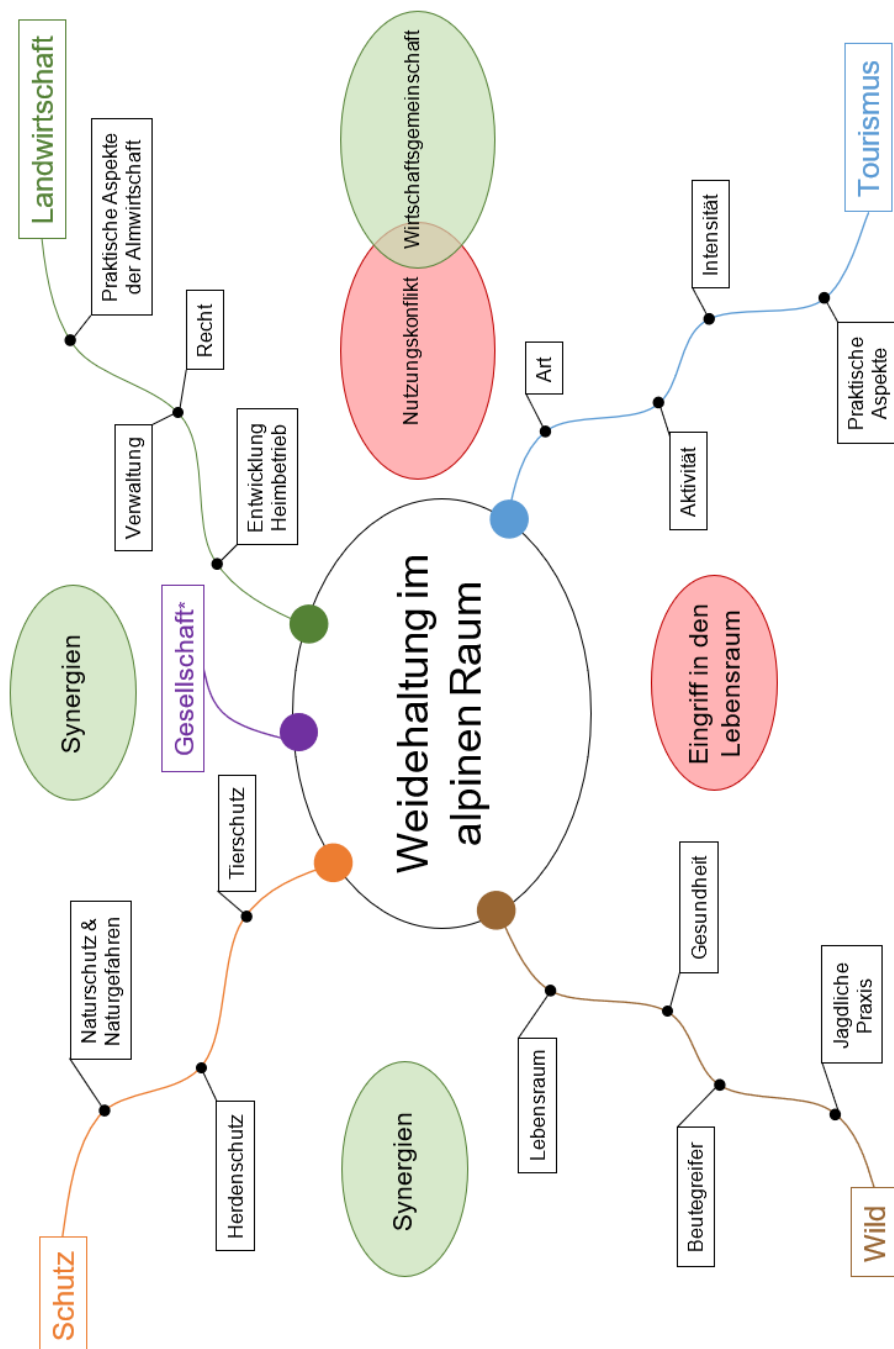 Schutz
Synergien
Landwirtschaft
Naturschutz &
Naturgefahren
Praktische Aspekte
der Almwirtschaft
Herdenschutz
Tierschutz
Gesellschaft*
Verwaltung
Recht
Entwicklung
Heimbetrieb
Synergien
Weidehaltung im
alpinen Raum
Nutzungskonflikt
Wirtschaftsgemeinschaft
Lebensraum
Art
Beutegreifer
Gesundheit
Eingriff in den
Lebensraum
Aktivität
Intensität
Jagdliche
Praxis
Praktische
Aspekte
Wild
Tourismus